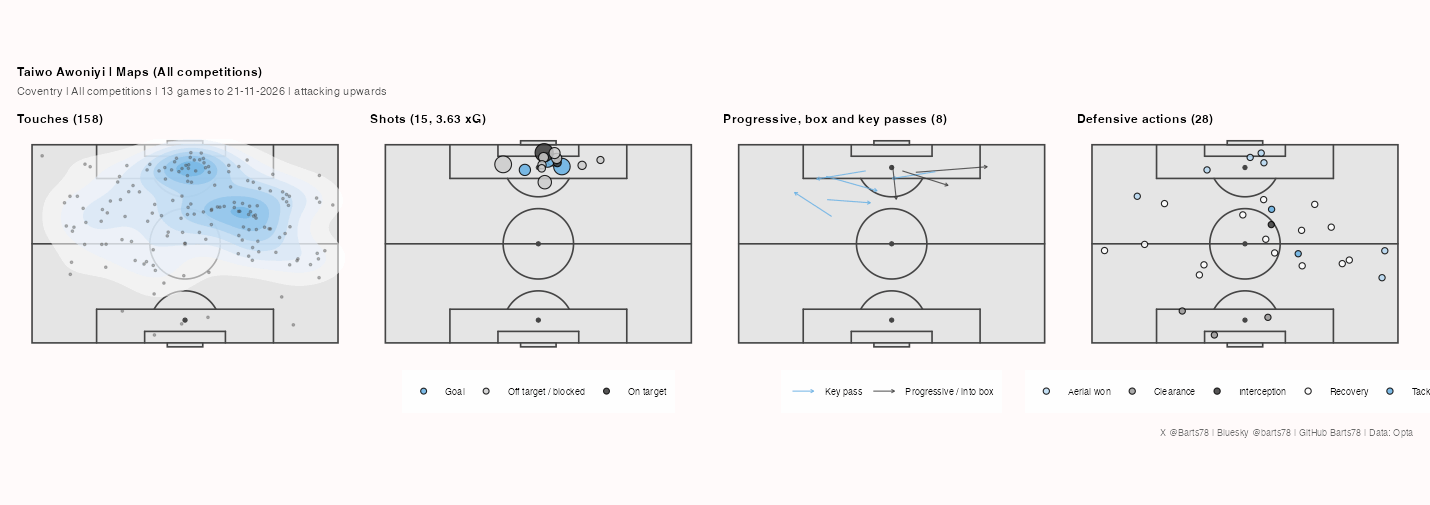 Taiwo Awoniyi | Maps (All competitions)
Coventry | All competitions | 13 games to 21-11-2026 | attacking upwards
Touches (158)
Shots (15, 3.63 xG)
Progressive, box and key passes (8)
Defensive actions (28)
Goal Off target / blocked On target
Key pass Progressive / into box
Aerial won Clearance Interception Recovery Tack
X @Barts78 | Bluesky @barts78 | GitHub Barts78 | Data: Opta